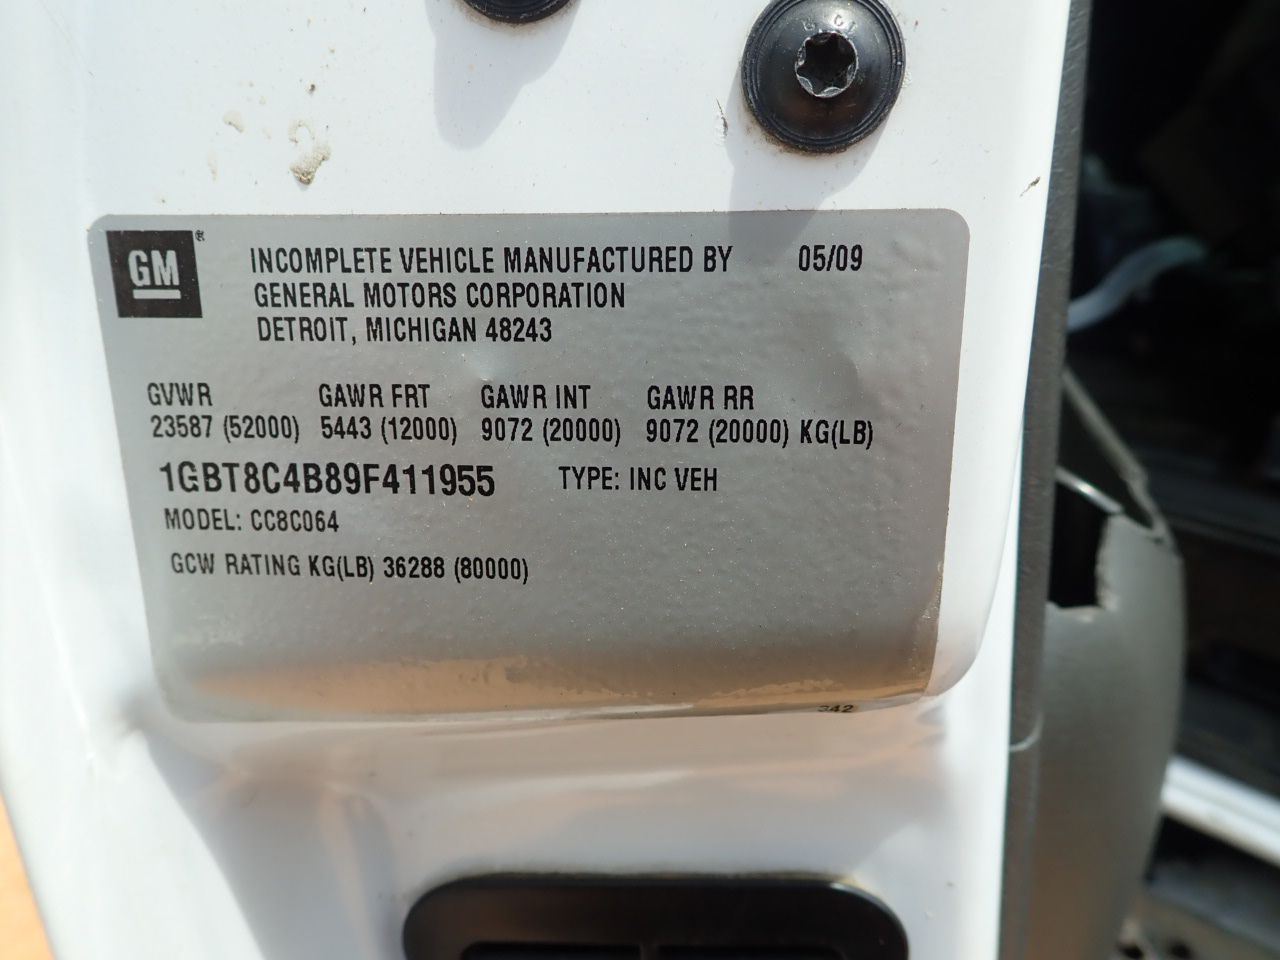 GM®
INCOMPLETE VEHICLE MANUFACTURED BY 05/09
GENERAL MOTORS CORPORATION
DETROIT, MICHIGAN 48243
GVWR GAWR FRT GAWR INT GAWR RR
23587 (52000) 5443 (12000) 9072 (20000) 9072 (20000) KG(LB)
1GBT8C4B89F411955 TYPE: INC VEH
MODEL: CC8C064
GCW RATING KG(LB) 36288 (80000)